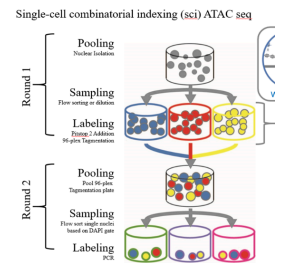 Single-cell combinatorial indexing (sci) ATAC seq
Round 1
Pooling
Nuclear Isolation
Sampling
Flow sorting or dilution
Labeling
Pristop 2 Addition
96-plex Tagmentation
Round 2
Pooling
Pool 96-plex
Tagmentation plate
Sampling
Flow sort single nuclei
based on DAPI gate
Labeling
PCR